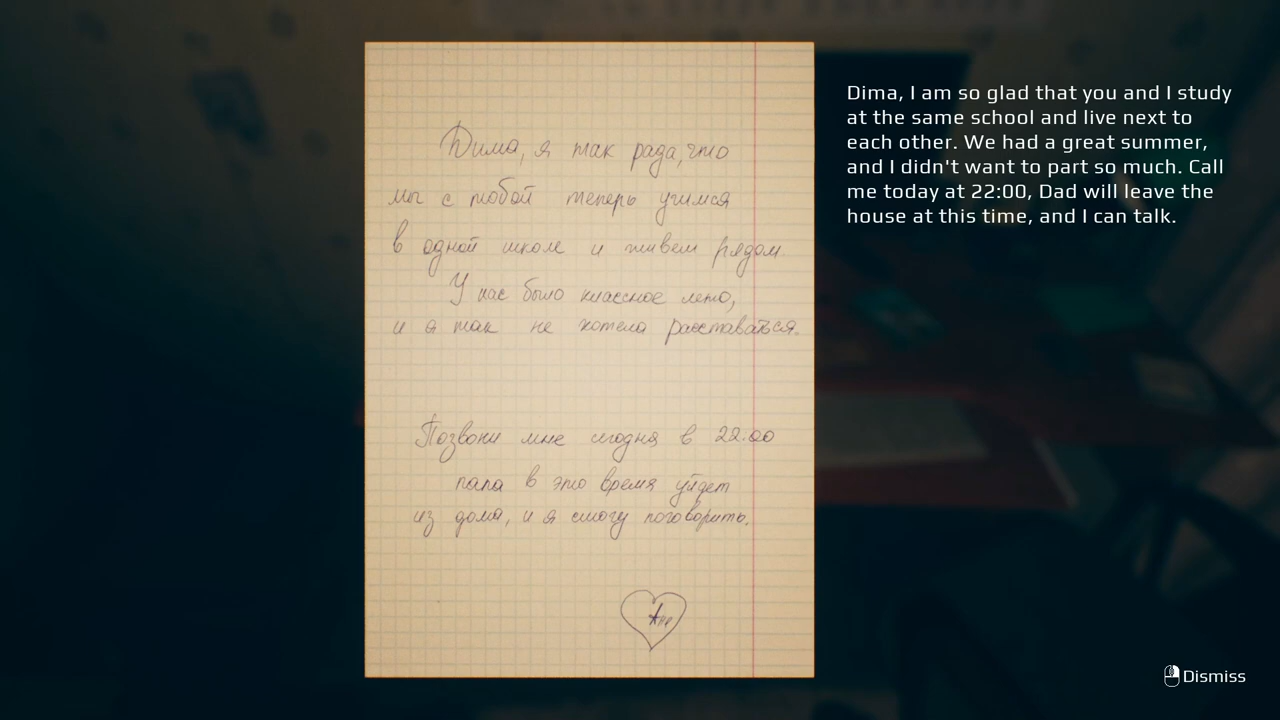 Дима, я так рада, что
мы с тобой теперь учимся
в одной школе и живем рядом.
У нас было классное лето,
и я так не хотела расставаться.
Позвони мне сегодня в 22.00
папа в это время уйдет
из дома, и я смогу поговорить.
Аня
Dima, I am so glad that you and I study
at the same school and live next to
each other. We had a great summer,
and I didn't want to part so much. Call
me today at 22:00, Dad will leave the
house at this time, and I can talk.
Dismiss